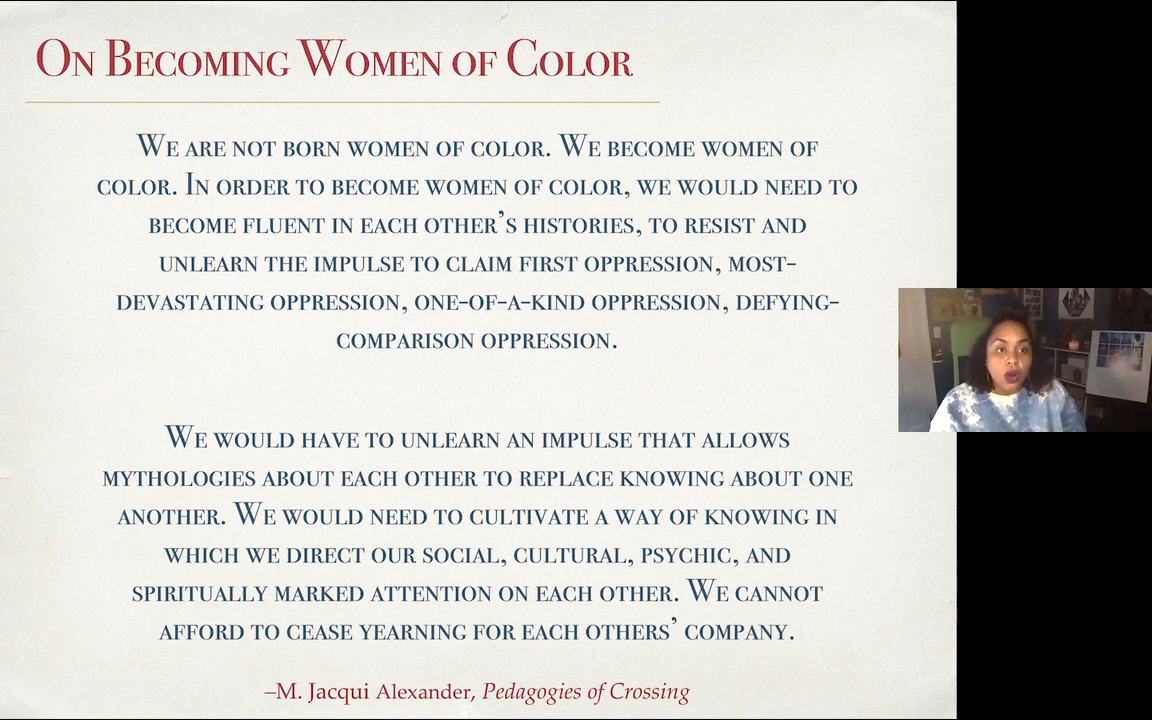 On Becoming Women of Color
We are not born women of color. We become women of
color. In order to become women of color, we would need to
become fluent in each other’s histories, to resist and
unlearn the impulse to claim first oppression, most-
devastating oppression, one-of-a-kind oppression, defying-
comparison oppression.
We would have to unlearn an impulse that allows
mythologies about each other to replace knowing about one
another. We would need to cultivate a way of knowing in
which we direct our social, cultural, psychic, and
spiritually marked attention on each other. We cannot
afford to cease yearning for each others’ company.
–M. Jacqui Alexander, Pedagogies of Crossing